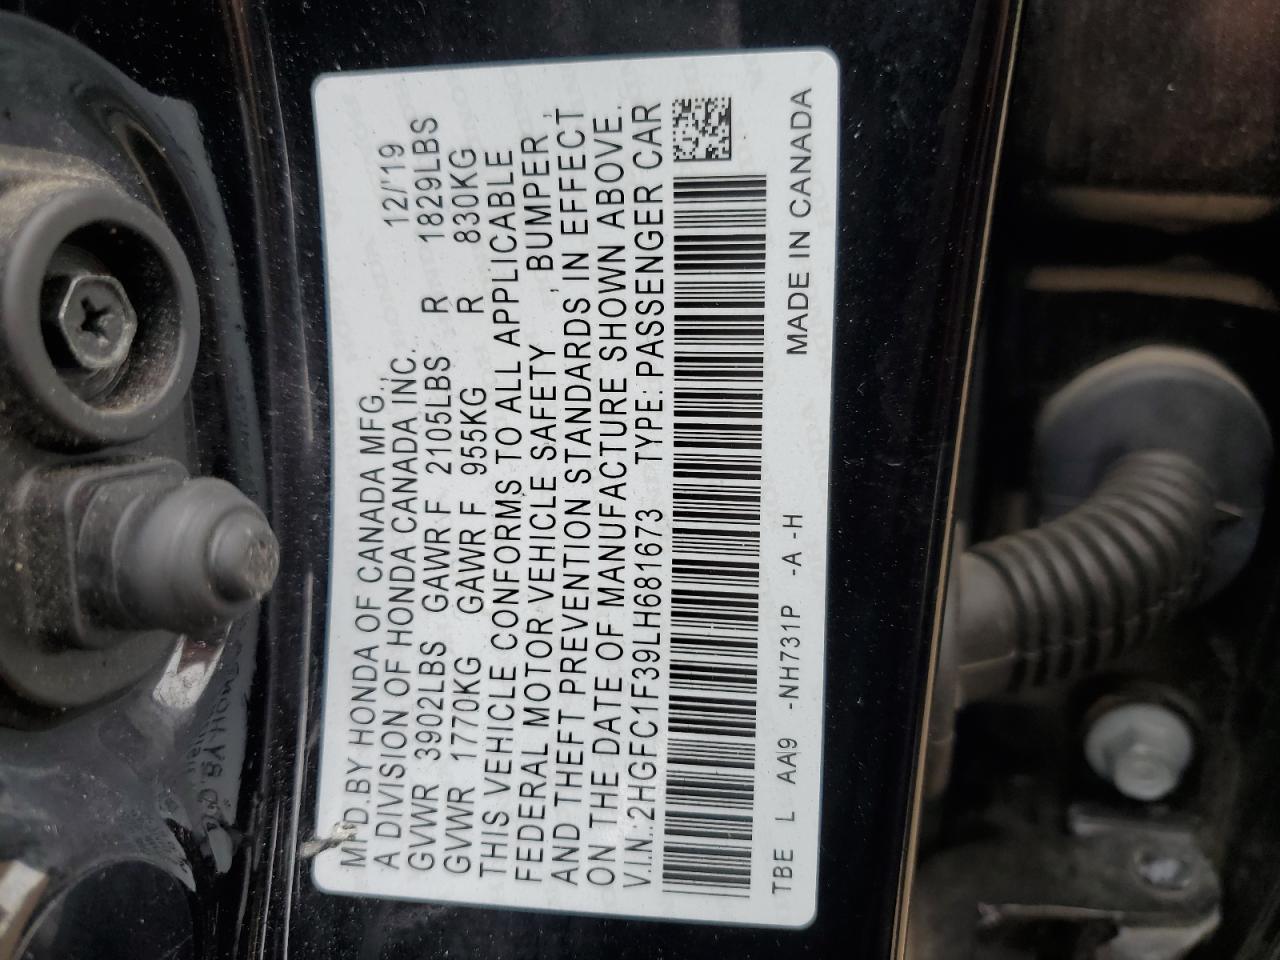 MFD.BY HONDA OF CANADA MFG.,
A DIVISION OF HONDA CANADA INC. 12/'19
GVWR 3902LBS GAWR F 2105LBS R 1829LBS
GVWR 1770KG GAWR F 955KG R 830KG
THIS VEHICLE CONFORMS TO ALL APPLICABLE
FEDERAL MOTOR VEHICLE SAFETY , BUMPER ,
AND THEFT PREVENTION STANDARDS IN EFFECT
ON THE DATE OF MANUFACTURE SHOWN ABOVE.
V.I.N.:2HGFC1F39LH681673 TYPE:PASSENGER CAR
TBE L AA9 -NH731P -A -H MADE IN CANADA